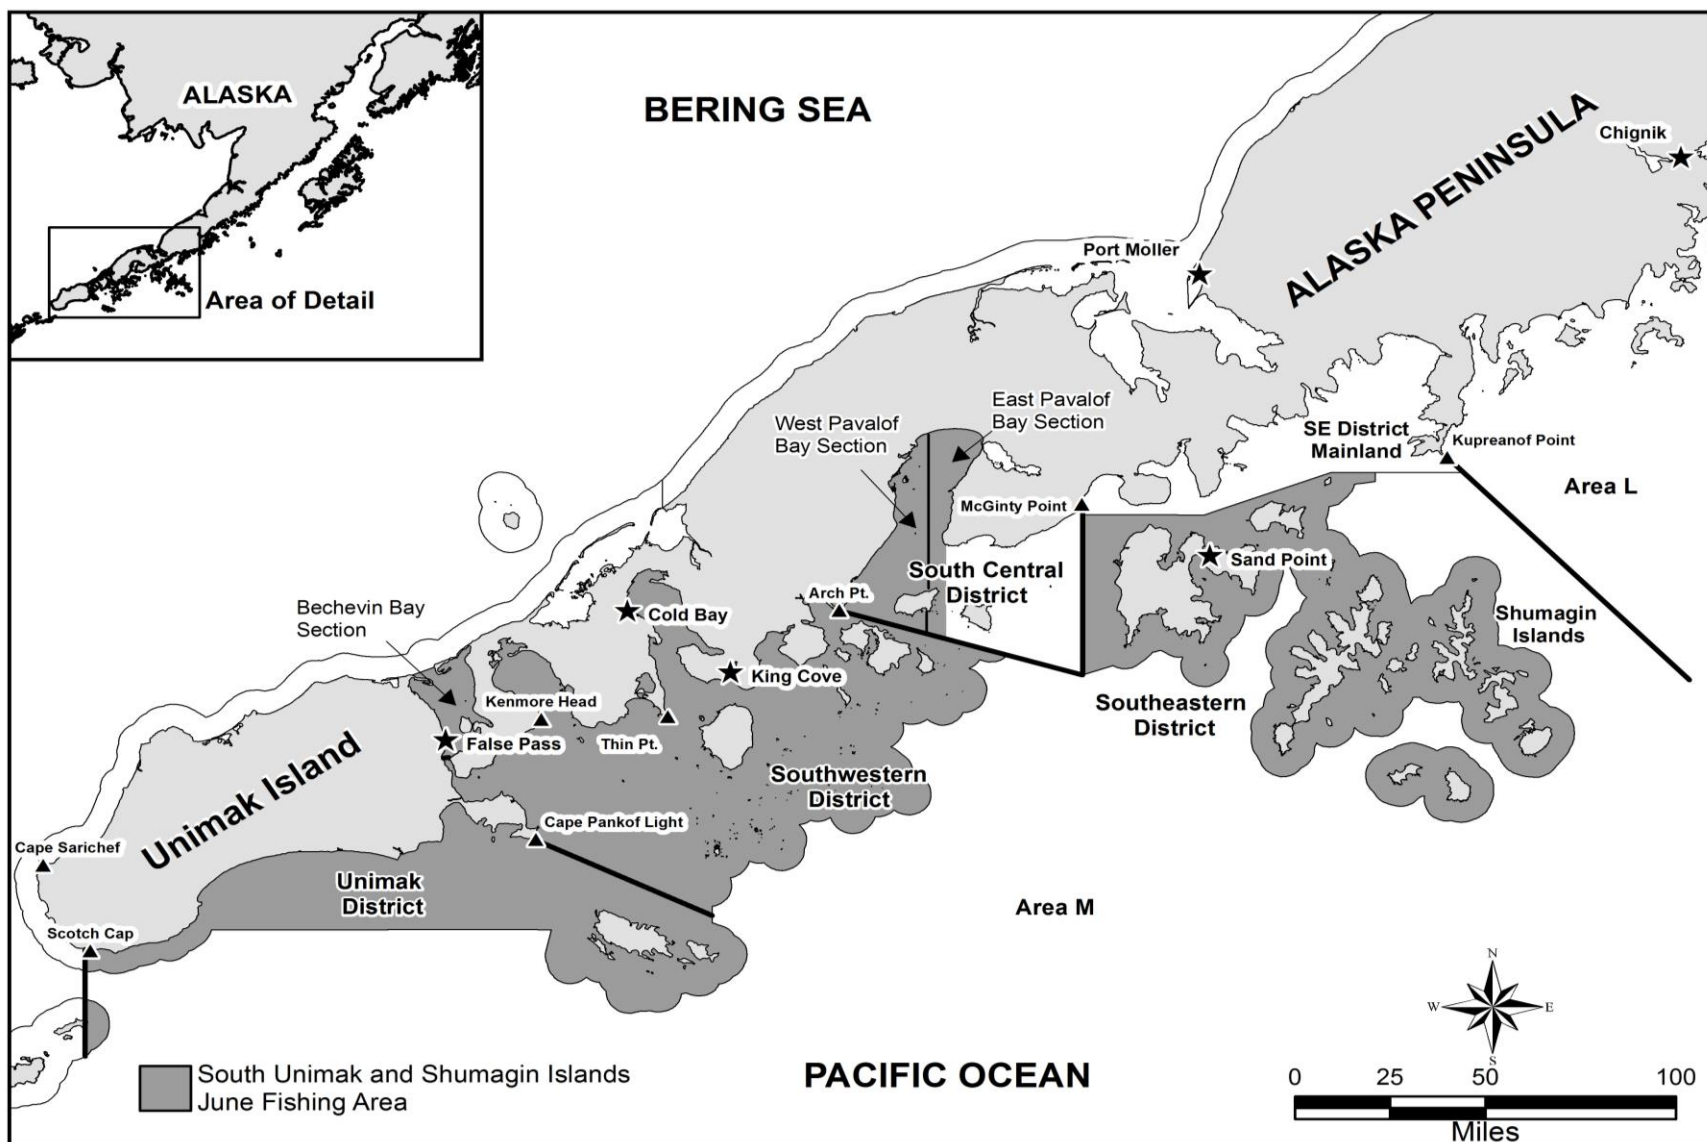 ALASKA
Area of Detail
BERING SEA
ALASKA PENINSULA
Chignik
Port Moller
East Pavalof
Bay Section
West Pavalof
Bay Section
SE District
Mainland
Kupreanof Point
Area L
McGinty Point
Sand Point
South Central
District
Arch Pt.
Cold Bay
Bechevin Bay
Section
Shumagin
Islands
King Cove
Kenmore Head
False Pass
Thin Pt.
Southeastern
District
Southwestern
District
Unimak Island
Cape Pankof Light
Cape Sarichef
Unimak
District
Area M
Scotch Cap
N
W
E
S
PACIFIC OCEAN
South Unimak and Shumagin Islands
June Fishing Area
0 25 50 100
Miles